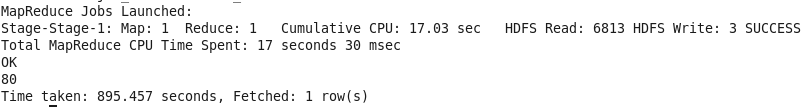 MapReduce Jobs Launched:
Stage-Stage-1: Map: 1  Reduce: 1   Cumulative CPU: 17.03 sec   HDFS Read: 6813 HDFS Write: 3 SUCCESS
Total MapReduce CPU Time Spent: 17 seconds 30 msec
OK
80
Time taken: 895.457 seconds, Fetched: 1 row(s)